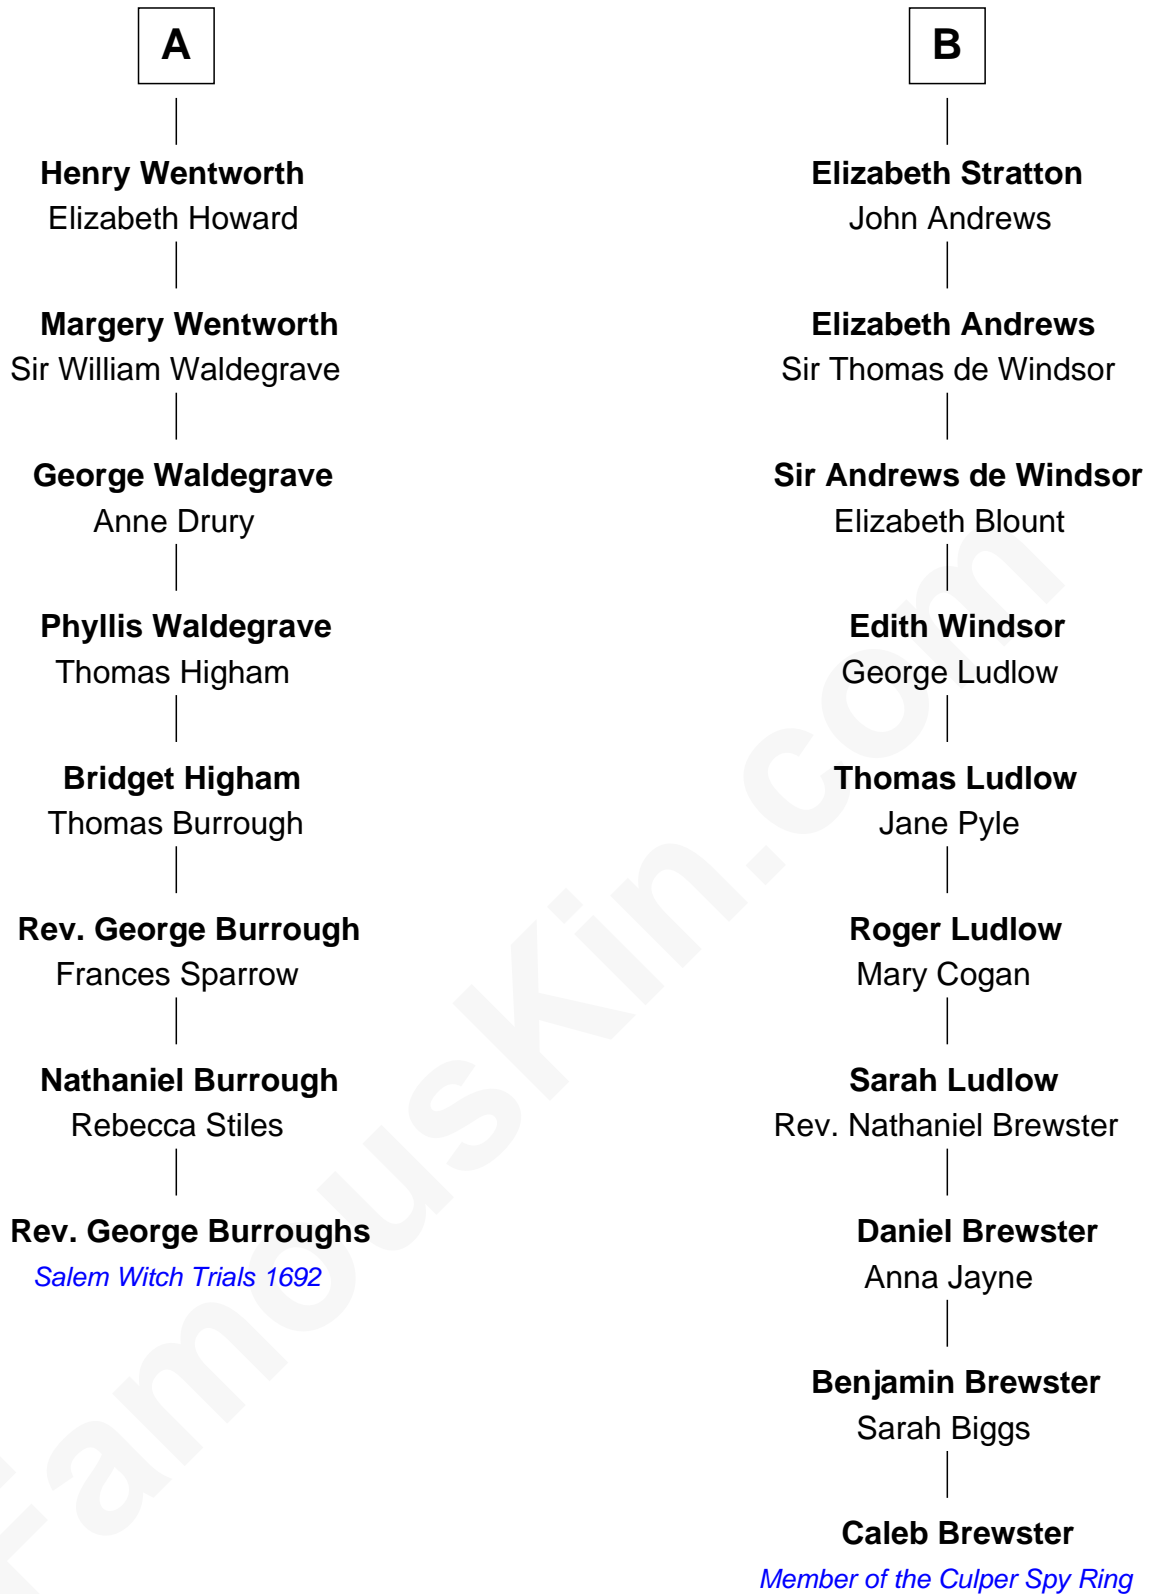 A
Henry Wentworth
Elizabeth Howard
Margery Wentworth
Sir William Waldegrave
George Waldegrave
Anne Drury
Phyllis Waldegrave
Thomas Higham
Bridget Higham
Thomas Burrough
Rev. George Burrough
Frances Sparrow
Nathaniel Burrough
Rebecca Stiles
Rev. George Burroughs
Salem Witch Trials 1692
B
Elizabeth Stratton
John Andrews
Elizabeth Andrews
Sir Thomas de Windsor
Sir Andrews de Windsor
Elizabeth Blount
Edith Windsor
George Ludlow
Thomas Ludlow
Jane Pyle
Roger Ludlow
Mary Cogan
Sarah Ludlow
Rev. Nathaniel Brewster
Daniel Brewster
Anna Jayne
Benjamin Brewster
Sarah Biggs
Caleb Brewster
Member of the Culper Spy Ring
FamousKin.com